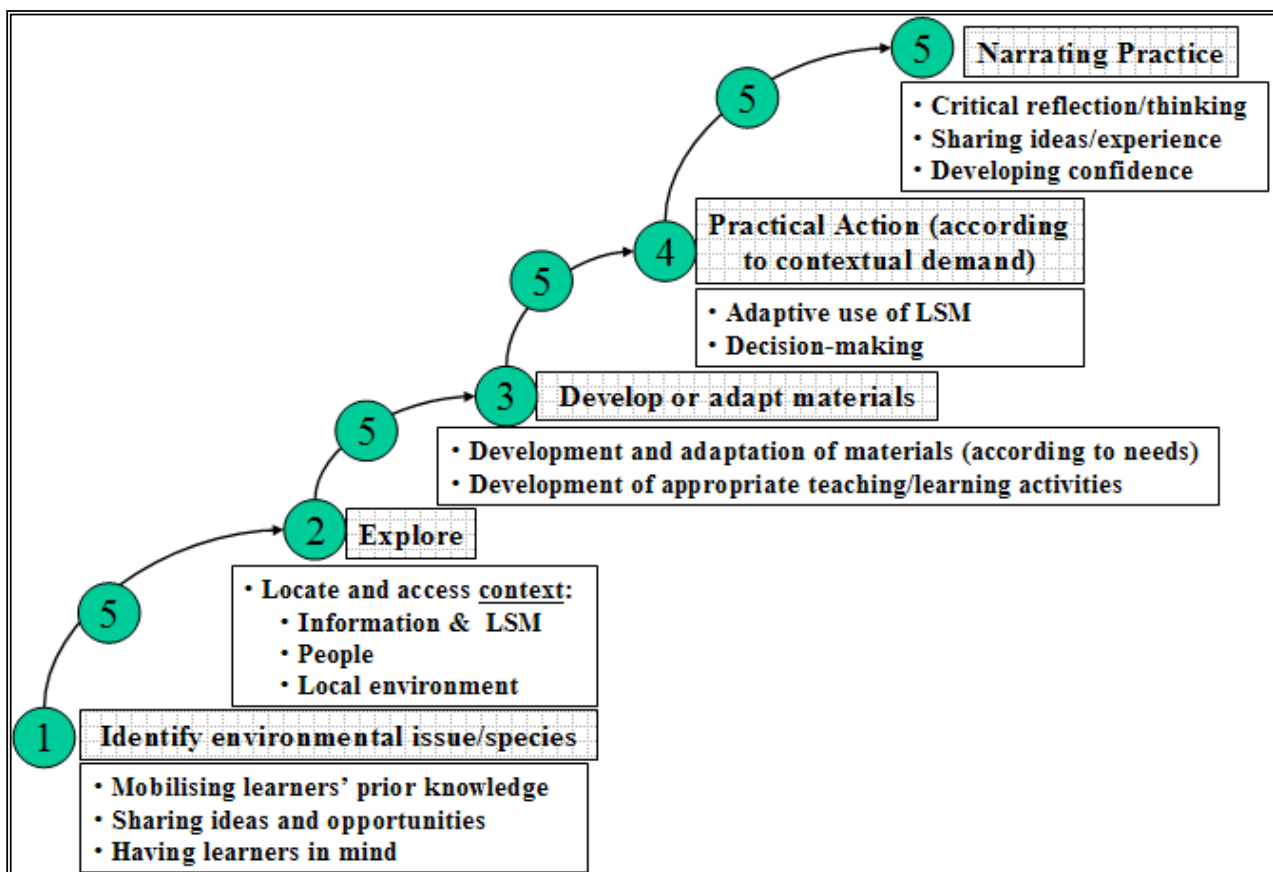 5
Narrating Practice
• Critical reflection/thinking
• Sharing ideas/experience
• Developing confidence
5
4
Practical Action (according
to contextual demand)
• Adaptive use of LSM
• Decision-making
5
3
Develop or adapt materials
• Development and adaptation of materials (according to needs)
• Development of appropriate teaching/learning activities
5
2
Explore
• Locate and access context:
• Information & LSM
• People
• Local environment
5
1
Identify environmental issue/species
• Mobilising learners’ prior knowledge
• Sharing ideas and opportunities
• Having learners in mind